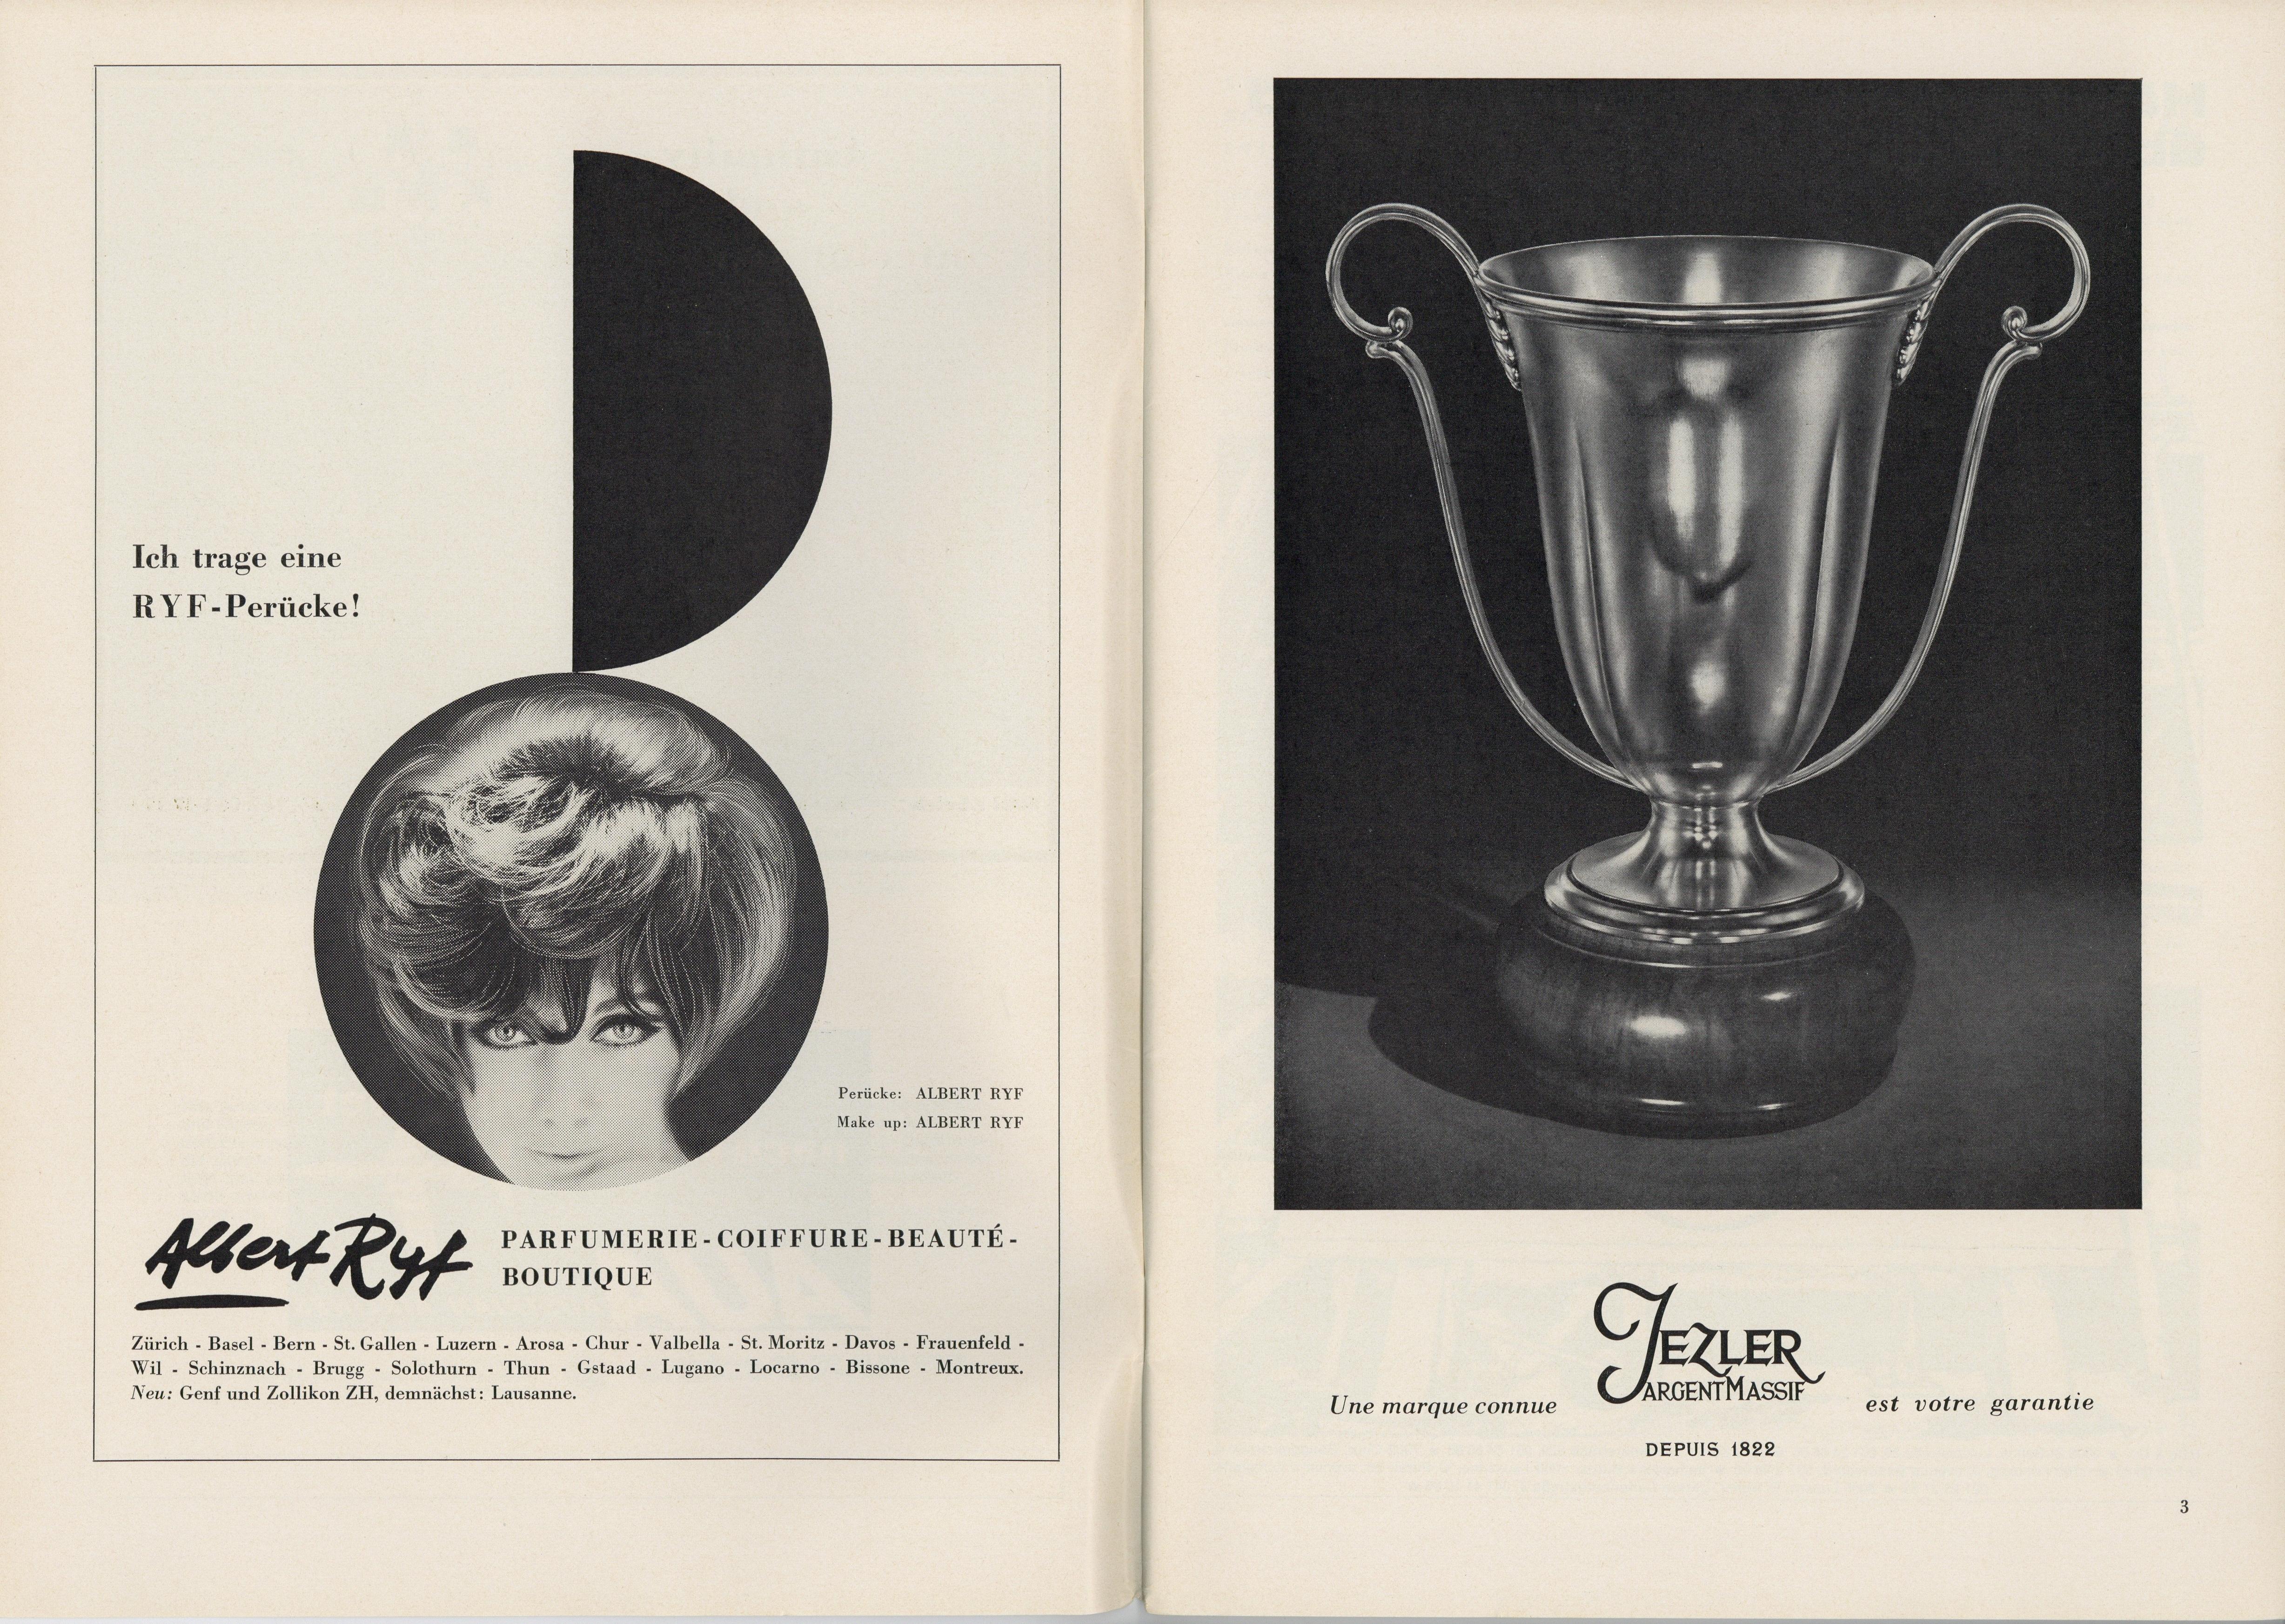 Ich trage eine
RYF-Perücke!
Perücke: ALBERT RYF
Make up: ALBERT RYF
Albert Ryf
PARFUMERIE-COIFFURE-BEAUTÉ-
BOUTIQUE
Zürich - Basel - Bern - St. Gallen - Luzern - Arosa - Chur - Valbella - St. Moritz - Davos - Frauenfeld -
Wil - Schinznach - Brugg - Solothurn - Thun - Gstaad - Lugano - Locarno - Bissone - Montreux.
Neu: Genf und Zollikon ZH, demnächst: Lausanne.
JEZLER
ARGENT MASSIF
Une marque connue est votre garantie
DEPUIS 1822
3